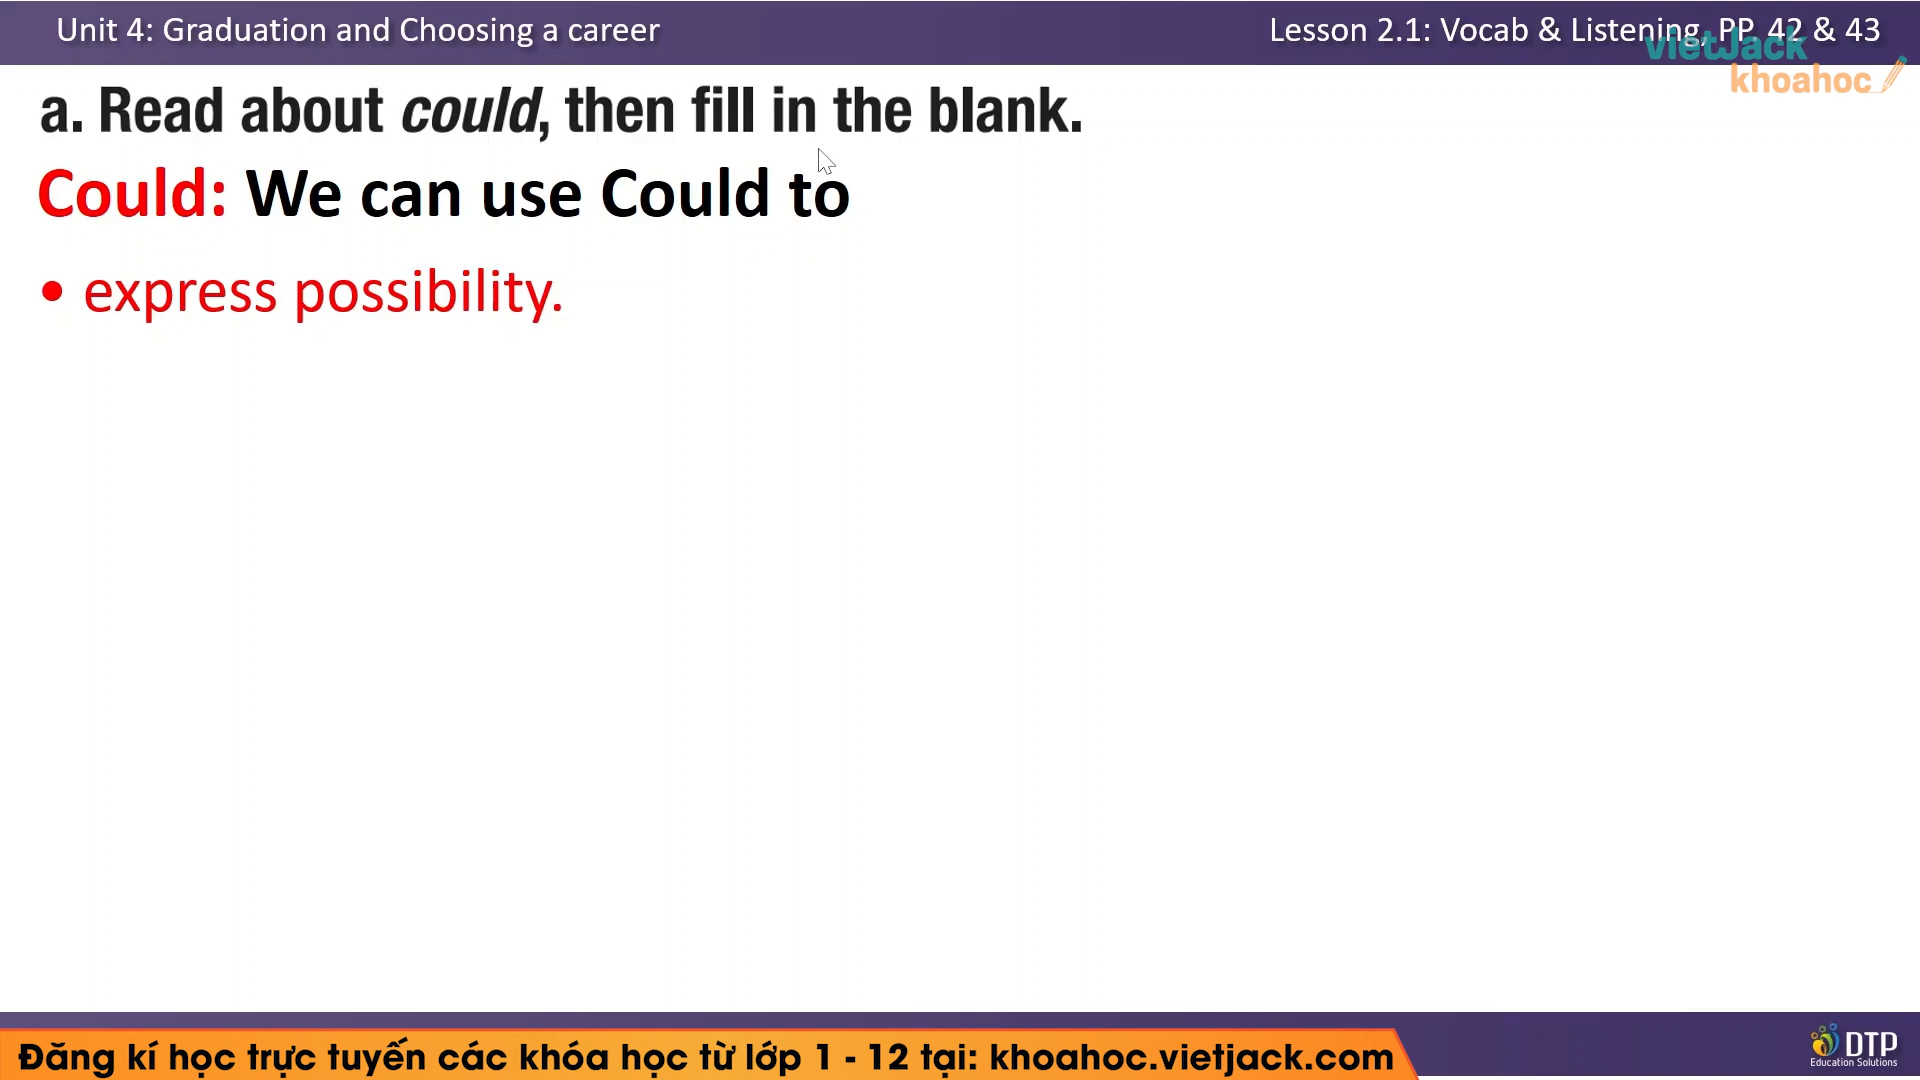 Unit 4: Graduation and Choosing a career
Lesson 2.1: Vocab & Listening, PP. 42 & 43
vietJack
khoahoc
a. Read about could, then fill in the blank.
Could: We can use Could to
• express possibility.
Đăng kí học trực tuyến các khóa học từ lớp 1 - 12 tại: khoahoc.vietjack.com
DTP
Education Solutions